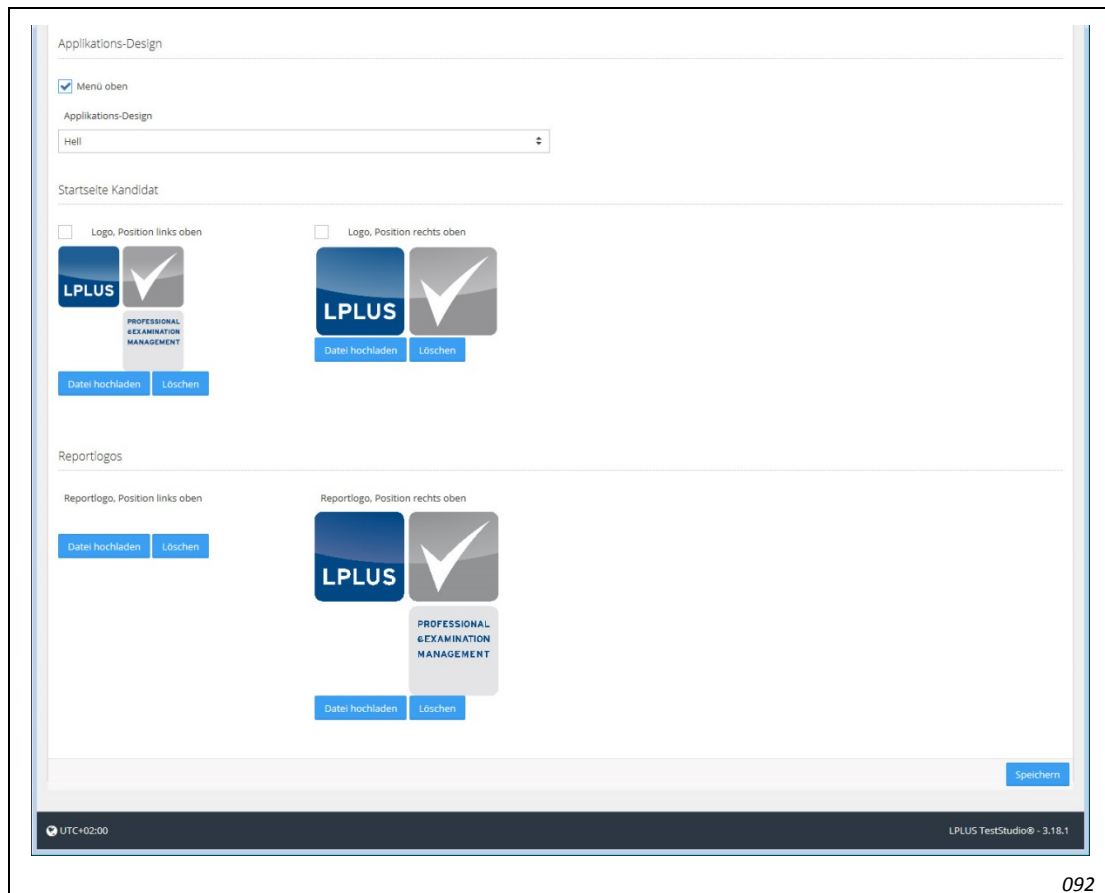 Applikations-Design
Menü oben
Applikations-Design
Hell
Startseite Kandidat
Logo, Position links oben
Logo, Position rechts oben
LPLUS
PROFESSIONAL
eEXAMINATION
MANAGEMENT
LPLUS
Datei hochladen Löschen
Datei hochladen Löschen
Reportlogos
Reportlogo, Position links oben
Reportlogo, Position rechts oben
Datei hochladen Löschen
LPLUS
PROFESSIONAL
eEXAMINATION
MANAGEMENT
Datei hochladen Löschen
Speichern
UTC+02:00
LPLUS TestStudio® - 3.18.1
092